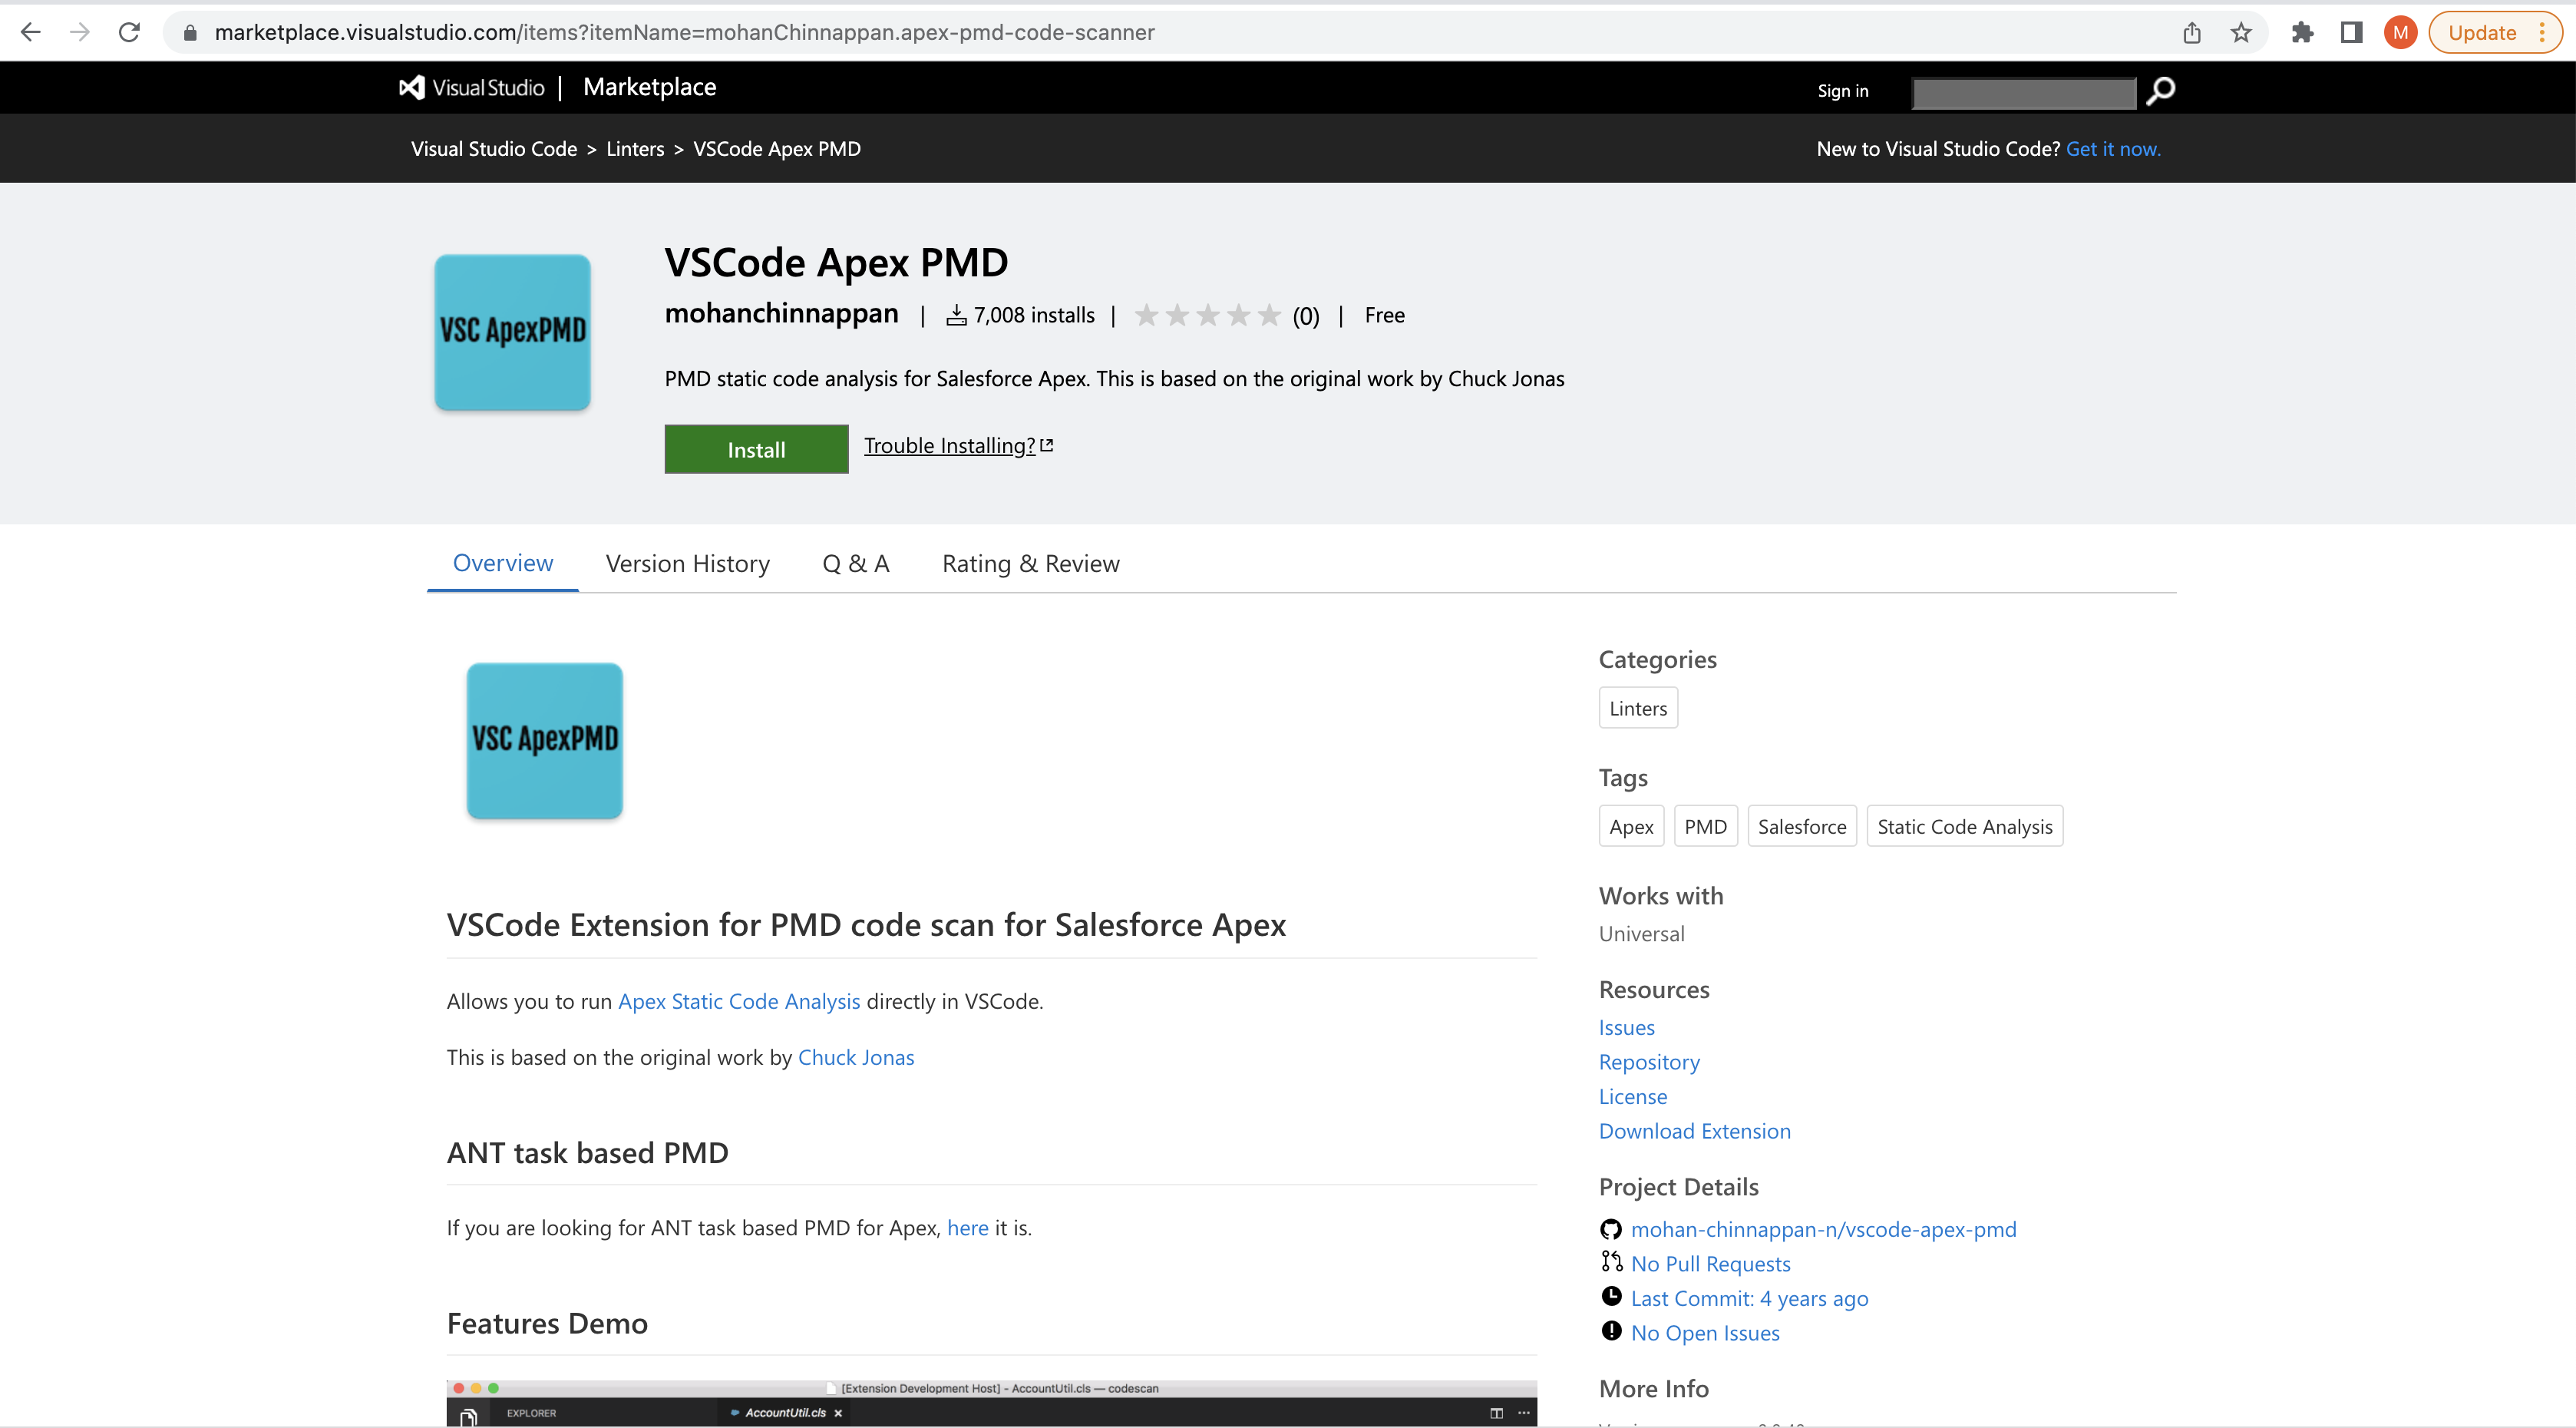 marketplace.visualstudio.com/items?itemName=mohanChinnappan.apex-pmd-code-scanner
M
Update
Visual Studio | Marketplace
Sign in
Visual Studio Code > Linters > VSCode Apex PMD
New to Visual Studio Code? Get it now.
VSC ApexPMD
VSCode Apex PMD
mohanchinnappan | 7,008 installs | (0) | Free
PMD static code analysis for Salesforce Apex. This is based on the original work by Chuck Jonas
Install
Trouble Installing?
Overview
Version History
Q & A
Rating & Review
VSC ApexPMD
VSCode Extension for PMD code scan for Salesforce Apex
Allows you to run Apex Static Code Analysis directly in VSCode.
This is based on the original work by Chuck Jonas
ANT task based PMD
If you are looking for ANT task based PMD for Apex, here it is.
Features Demo
[Extension Development Host] - AccountUtil.cls — codescan
EXPLORER
AccountUtil.cls
Categories
Linters
Tags
Apex
PMD
Salesforce
Static Code Analysis
Works with
Universal
Resources
Issues
Repository
License
Download Extension
Project Details
mohan-chinnappan-n/vscode-apex-pmd
No Pull Requests
Last Commit: 4 years ago
No Open Issues
More Info